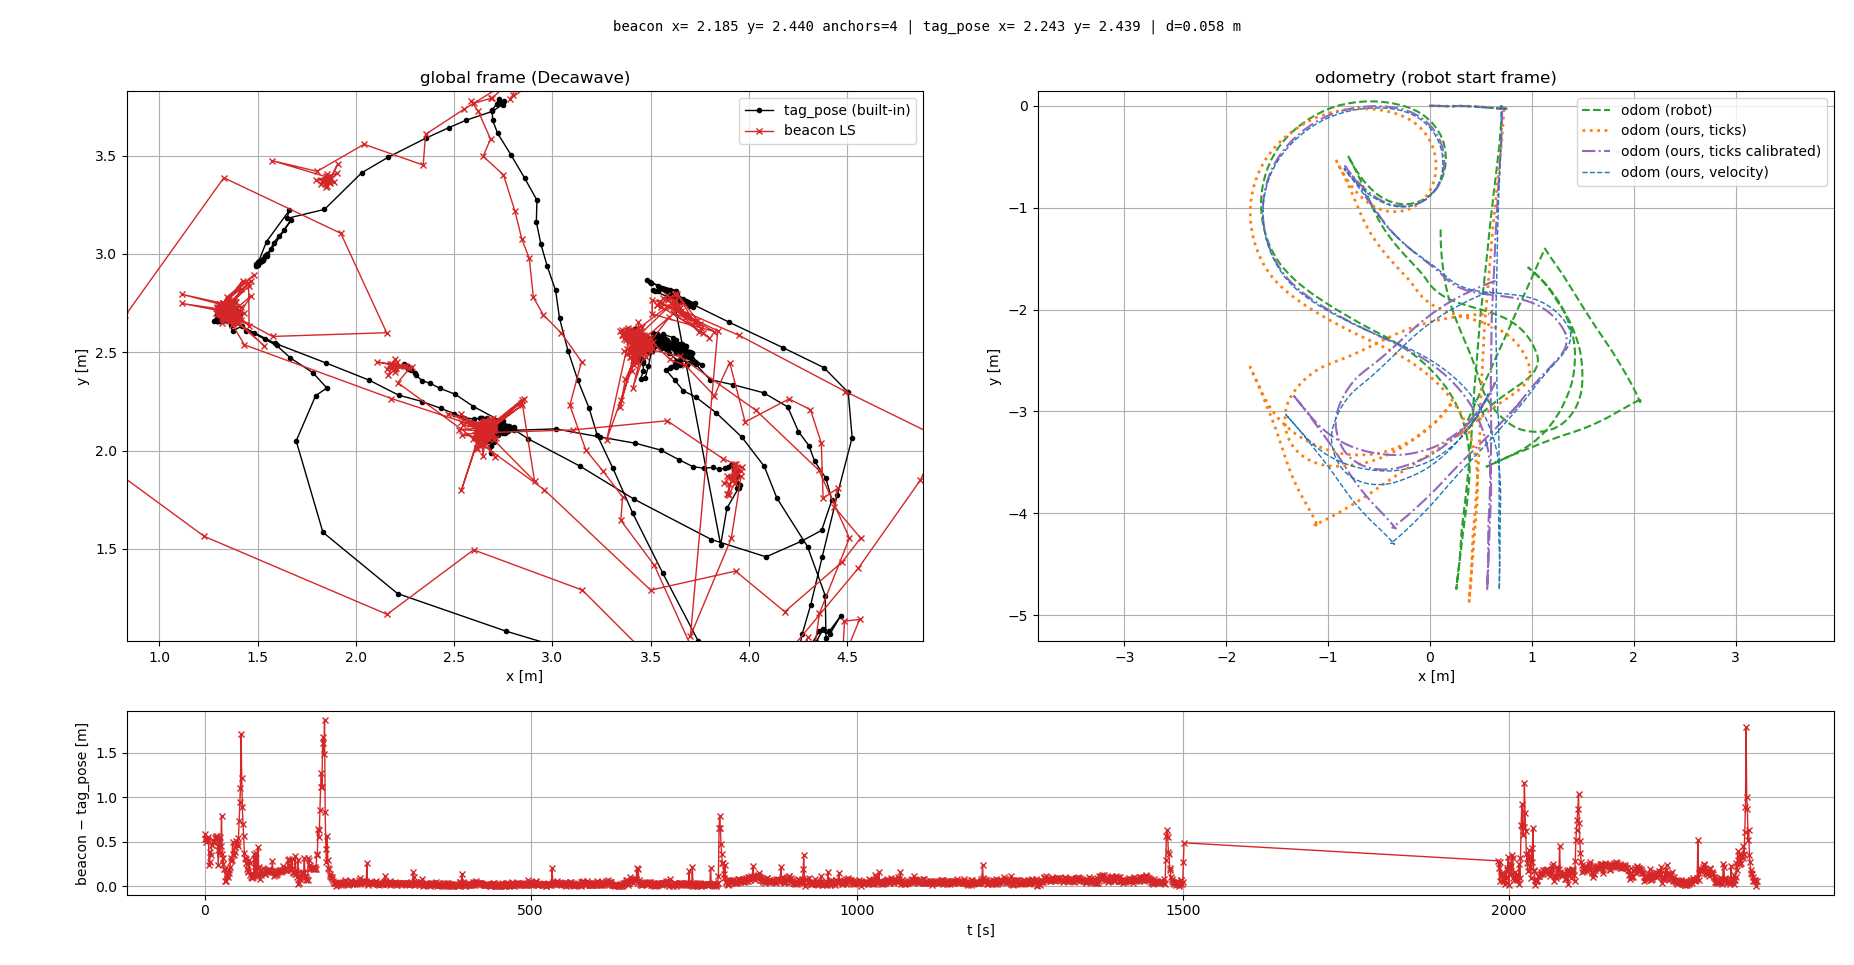 beacon x= 2.185 y= 2.440 anchors=4 | tag_pose x= 2.243 y= 2.439 | d=0.058 m
global frame (Decawave)
tag_pose (built-in)
beacon LS
3.5
3.0
2.5
2.0
1.5
y [m]
1.0 1.5 2.0 2.5 3.0 3.5 4.0 4.5
x [m]
odometry (robot start frame)
odom (robot)
odom (ours, ticks)
odom (ours, ticks calibrated)
odom (ours, velocity)
0
−1
−2
−3
−4
−5
y [m]
−3 −2 −1 0 1 2 3
x [m]
beacon − tag_pose [m]
1.5
1.0
0.5
0.0
0 500 1000 1500 2000
t [s]